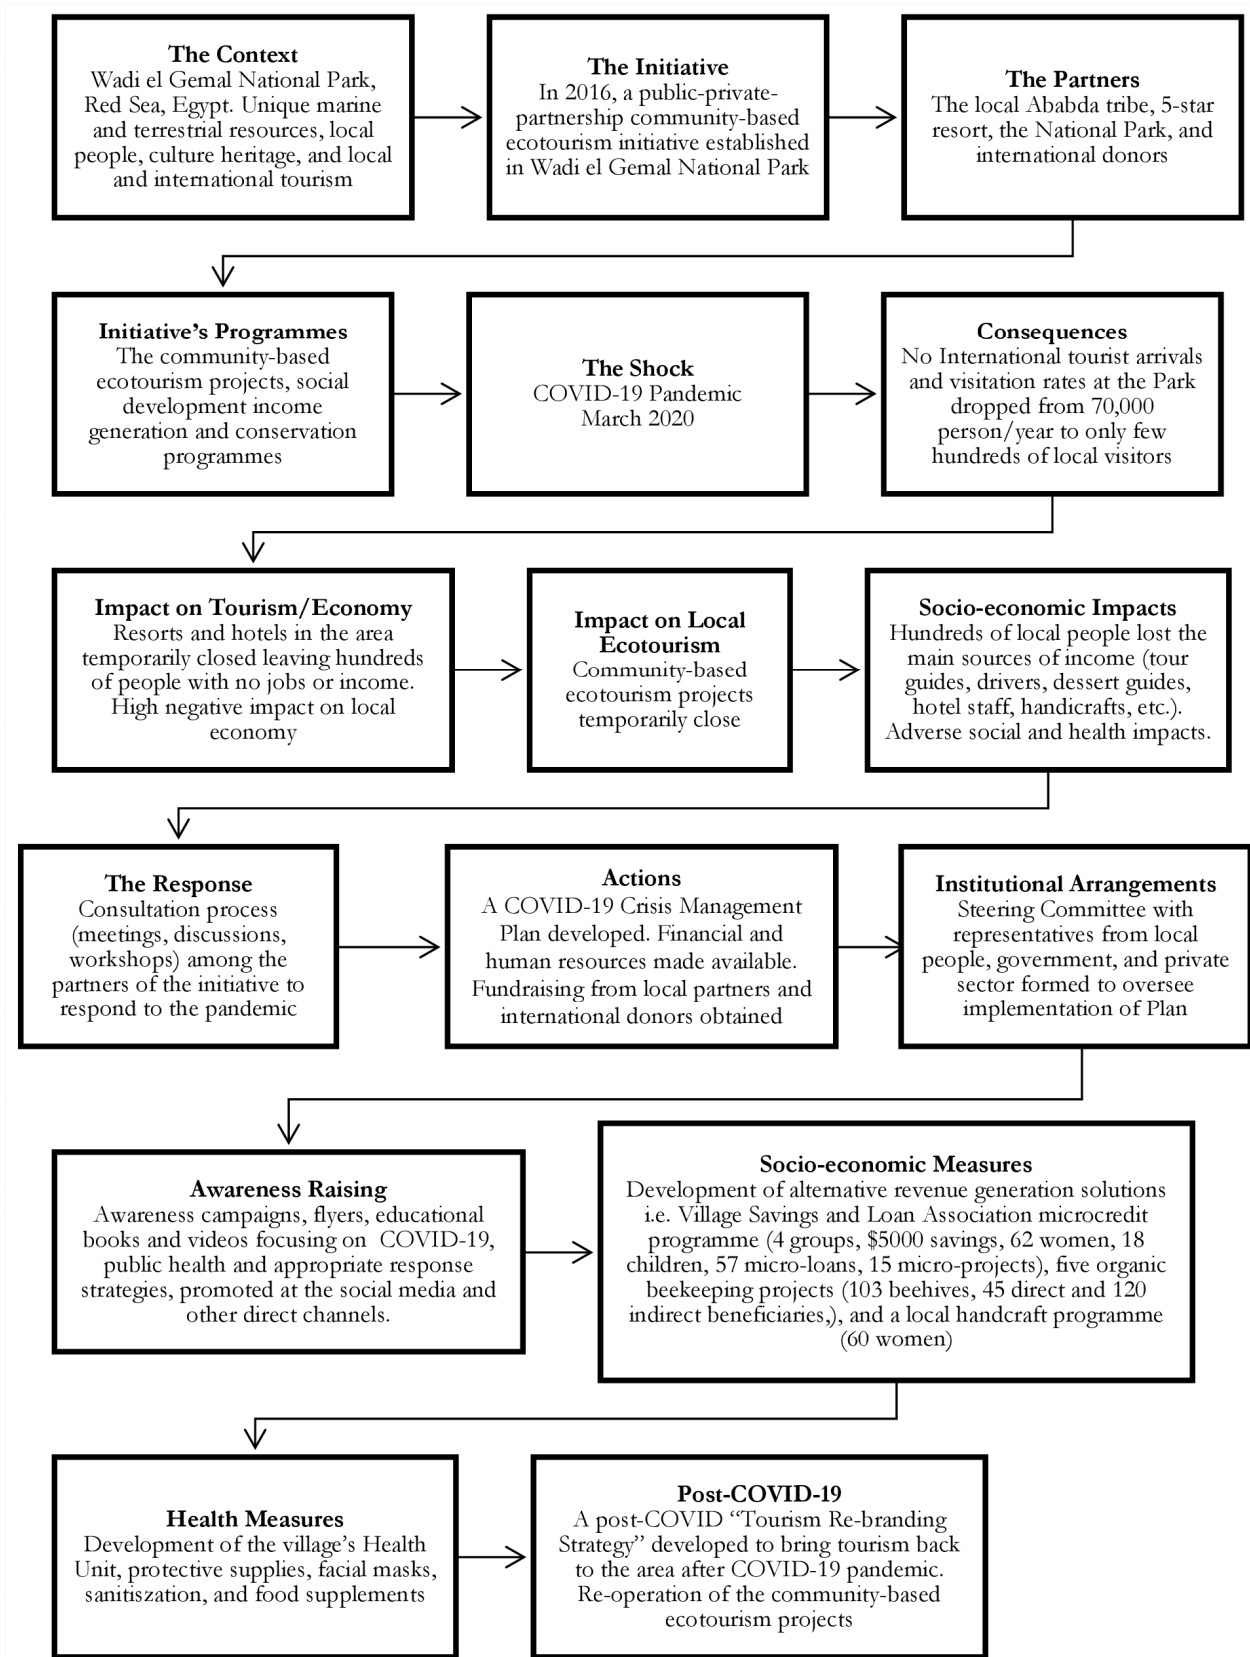 The Context
Wadi el Gemal National Park,
Red Sea, Egypt. Unique marine
and terrestrial resources, local
people, culture heritage, and local
and international tourism
The Initiative
In 2016, a public-private-
partnership community-based
ecotourism initiative established
in Wadi el Gemal National Park
The Partners
The local Ababda tribe, 5-star
resort, the National Park, and
international donors
Initiative’s Programmes
The community-based
ecotourism projects, social
development income
generation and conservation
programmes
The Shock
COVID-19 Pandemic
March 2020
Consequences
No International tourist arrivals
and visitation rates at the Park
dropped from 70,000
person/year to only few
hundreds of local visitors
Impact on Tourism/Economy
Resorts and hotels in the area
temporarily closed leaving hundreds
of people with no jobs or income.
High negative impact on local
economy
Impact on Local
Ecotourism
Community-based
ecotourism projects
temporarily close
Socio-economic Impacts
Hundreds of local people lost the
main sources of income (tour
guides, drivers, dessert guides,
hotel staff, handicrafts, etc.).
Adverse social and health impacts.
The Response
Consultation process
(meetings, discussions,
workshops) among the
partners of the initiative to
respond to the pandemic
Actions
A COVID-19 Crisis Management
Plan developed. Financial and
human resources made available.
Fundraising from local partners and
international donors obtained
Institutional Arrangements
Steering Committee with
representatives from local
people, government, and private
sector formed to oversee
implementation of Plan
Awareness Raising
Awareness campaigns, flyers, educational
books and videos focusing on COVID-19,
public health and appropriate response
strategies, promoted at the social media and
other direct channels.
Socio-economic Measures
Development of alternative revenue generation solutions
i.e. Village Savings and Loan Association microcredit
programme (4 groups, $5000 savings, 62 women, 18
children, 57 micro-loans, 15 micro-projects), five organic
beekeeping projects (103 beehives, 45 direct and 120
indirect beneficiaries,), and a local handcraft programme
(60 women)
Health Measures
Development of the village’s Health
Unit, protective supplies, facial masks,
sanitiszation, and food supplements
Post-COVID-19
A post-COVID “Tourism Re-branding
Strategy” developed to bring tourism back
to the area after COVID-19 pandemic.
Re-operation of the community-based
ecotourism projects